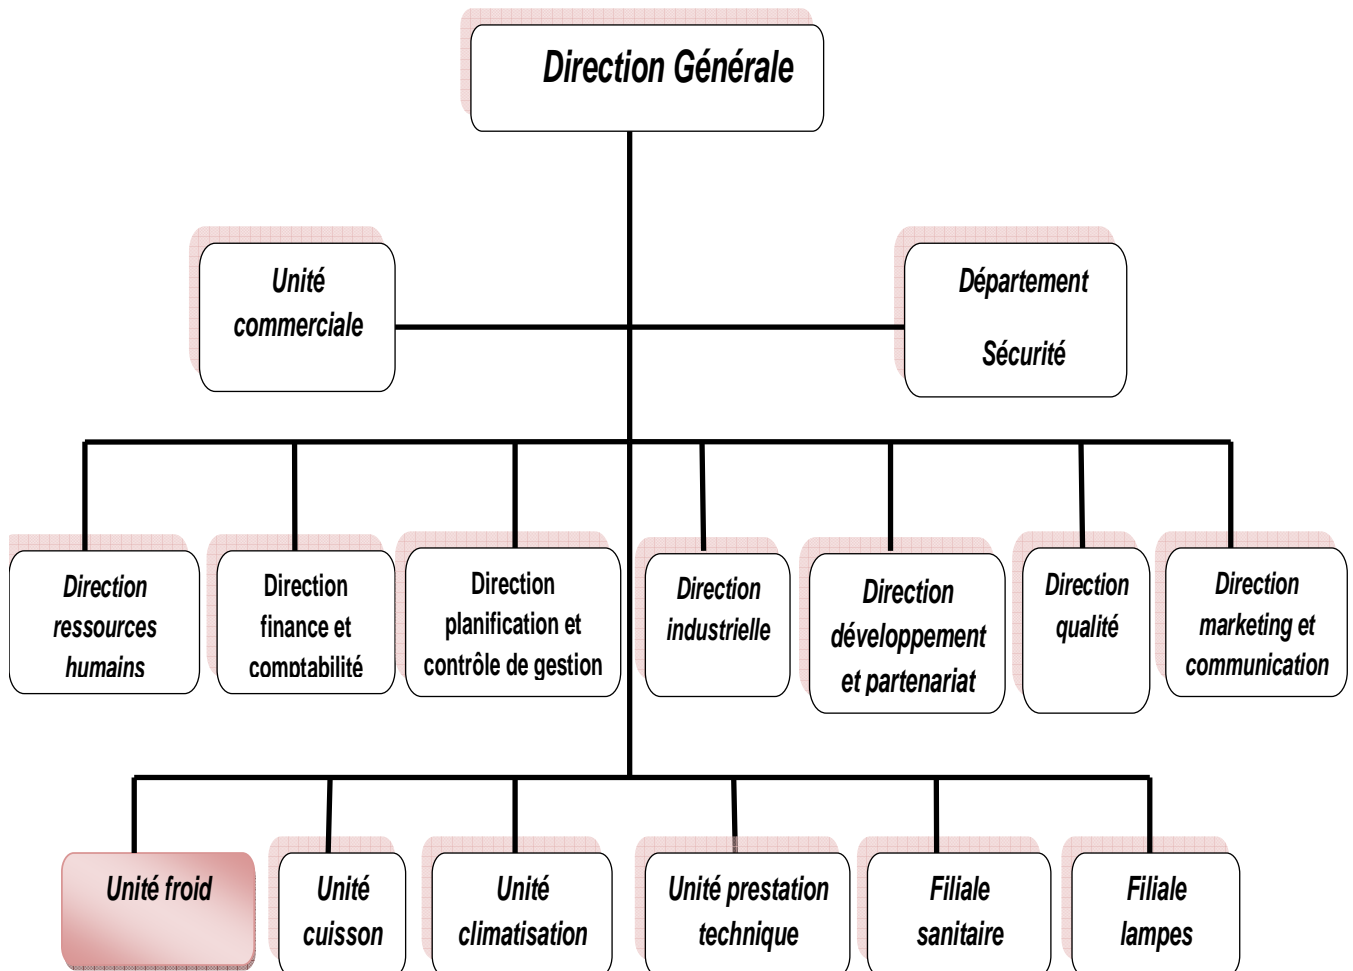 Direction Générale
Unité
commerciale
Département
Sécurité
Direction
ressources
humains
Direction
finance et
comptabilité
Direction
planification et
contrôle de gestion
Direction
industrielle
Direction
développement
et partenariat
Direction
qualité
Direction
marketing et
communication
Unité froid
Unité
cuisson
Unité
climatisation
Unité prestation
technique
Filiale
sanitaire
Filiale
lampes